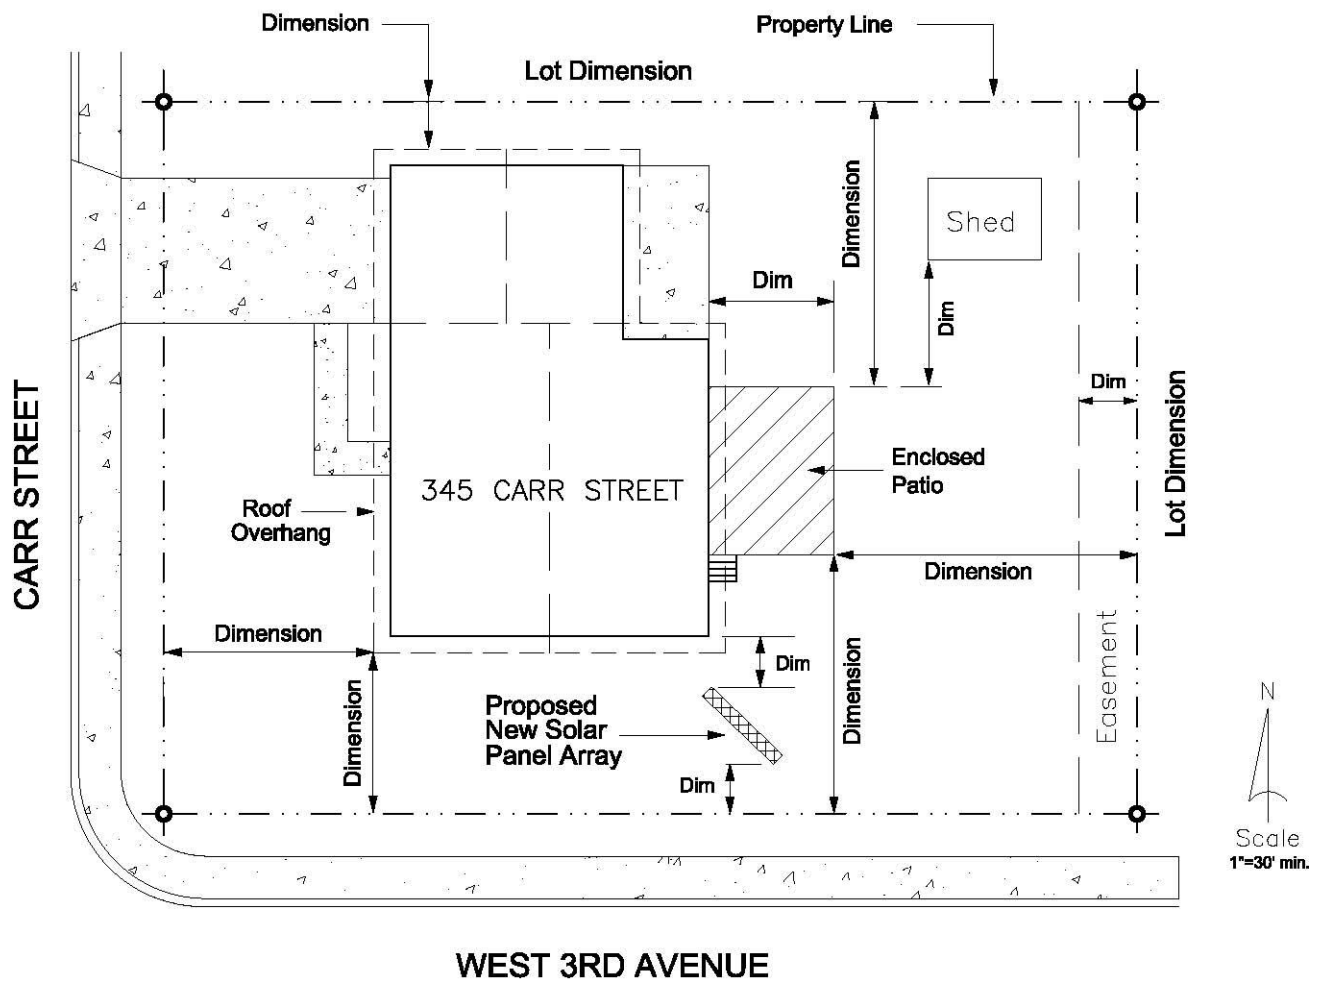 Dimension
Property Line
Lot Dimension
Dimension
Shed
Dim
Dim
Dim
CARR STREET
Lot Dimension
345 CARR STREET
Enclosed
Patio
Roof
Overhang
Dimension
Dimension
Easement
Dim
Dimension
Dimension
Proposed
New Solar
Panel Array
Dim
N
Scale
1"=30' min.
WEST 3RD AVENUE